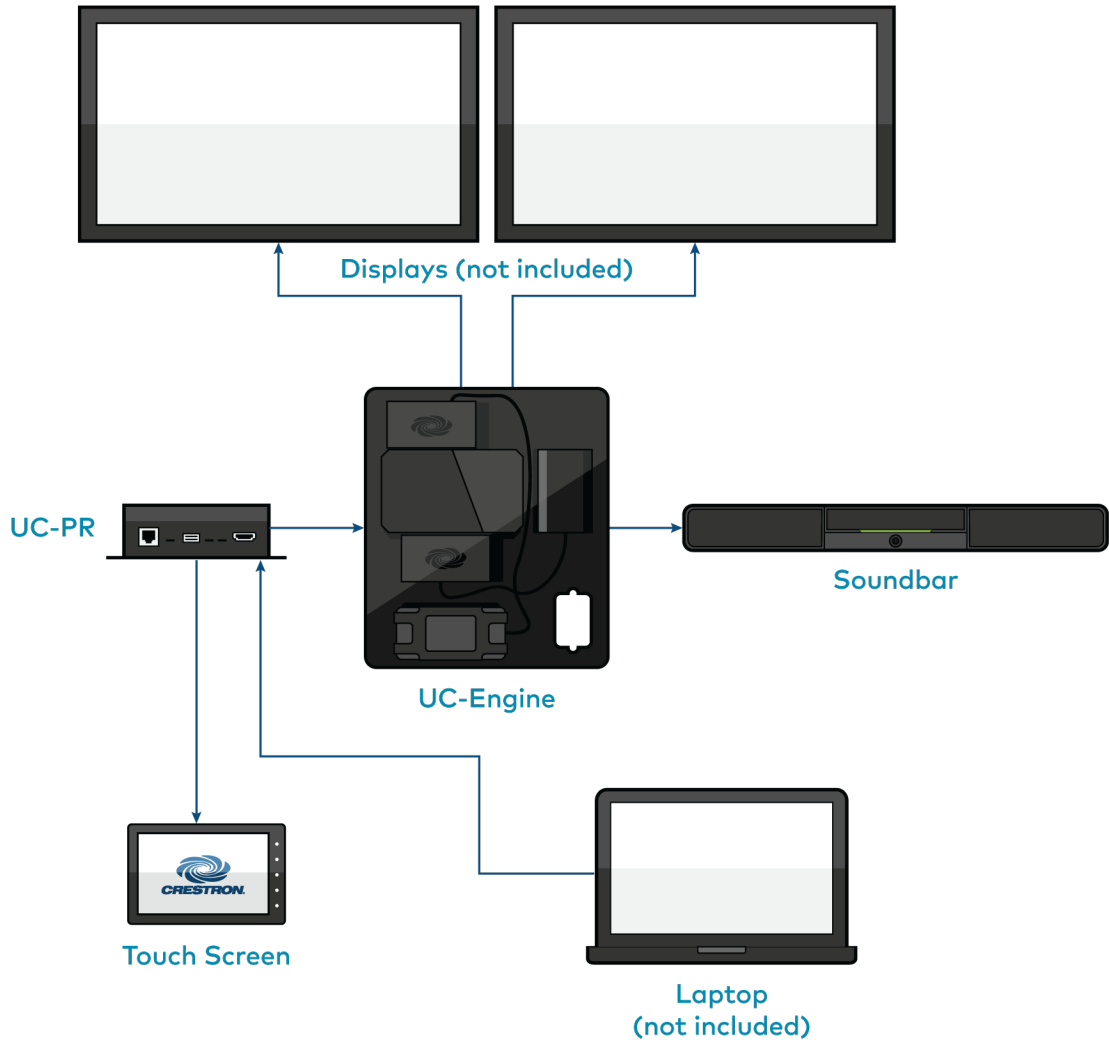 Displays (not included)
UC-PR
Soundbar
UC-Engine
CRESTRON
Touch Screen
Laptop
(not included)